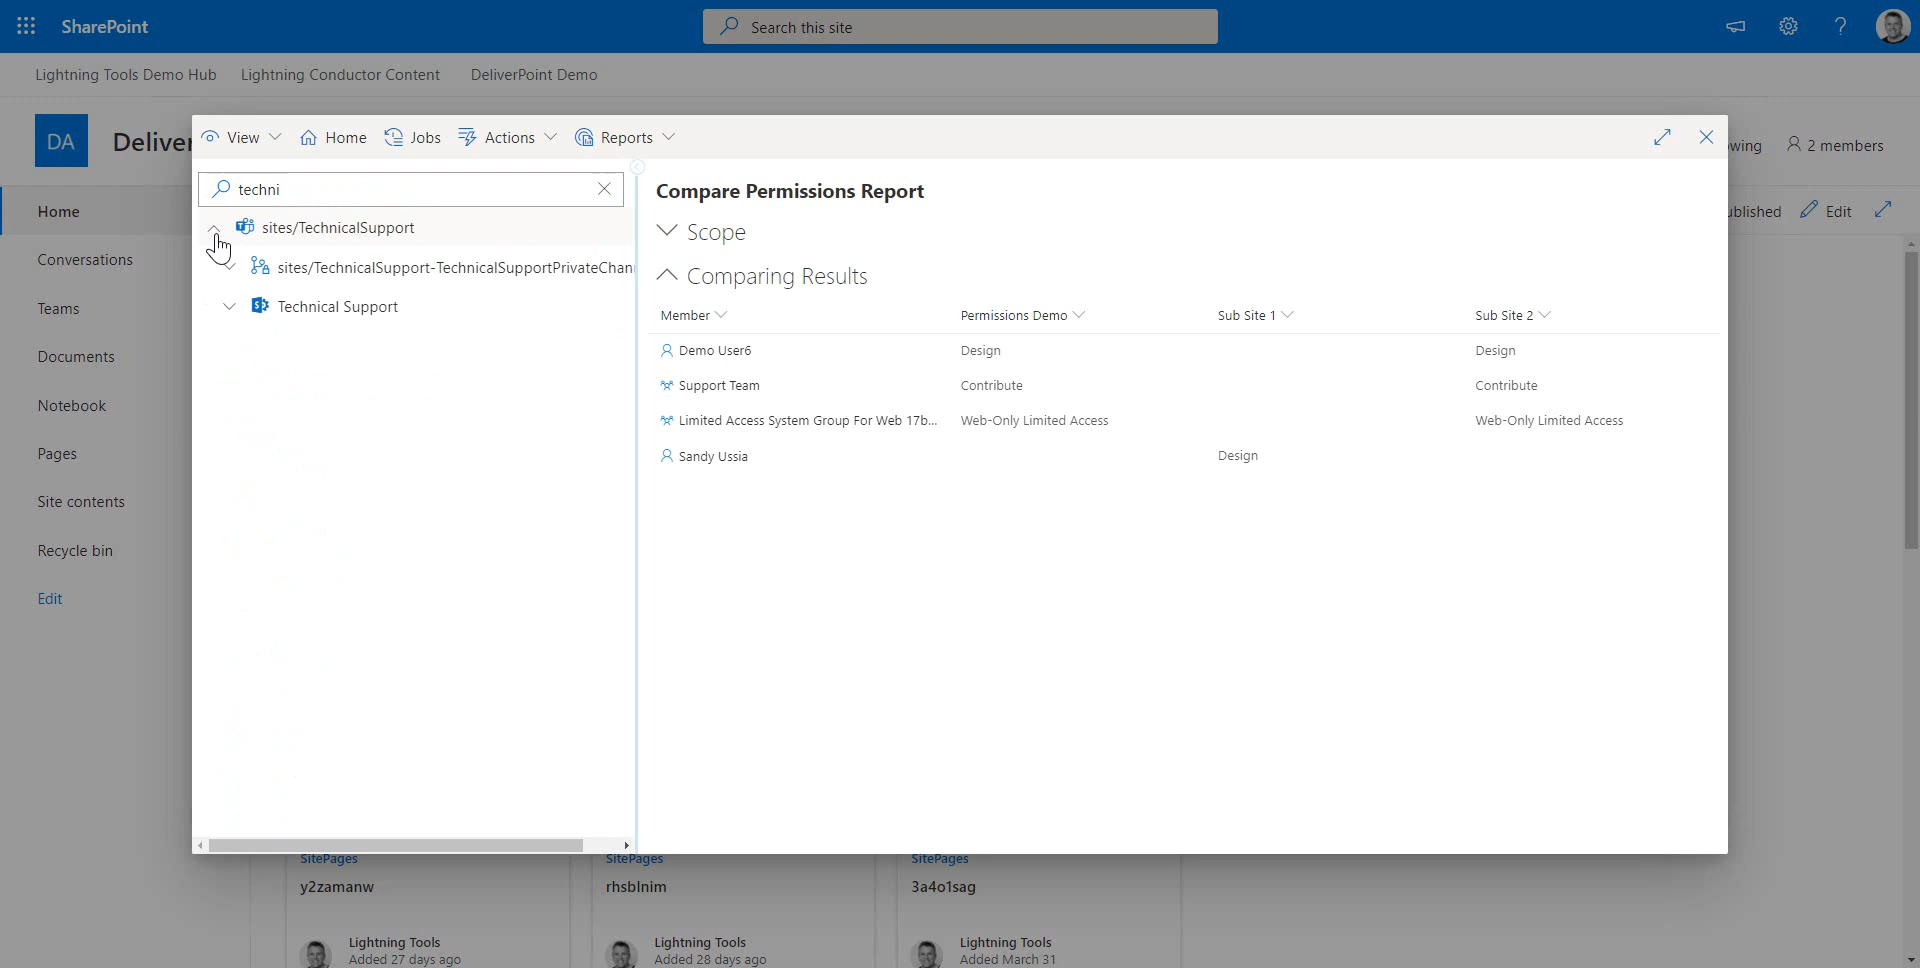 SharePoint
Search this site
Lightning Tools Demo Hub
Lightning Conductor Content
DeliverPoint Demo
DA
Deliver
wing
2 members
View
Home
Jobs
Actions
Reports
Home
Conversations
Teams
Documents
Notebook
Pages
Site contents
Recycle bin
Edit
ublished
Edit
techni
sites/TechnicalSupport
sites/TechnicalSupport-TechnicalSupportPrivateChan
Technical Support
Compare Permissions Report
Scope
Comparing Results
Member
Permissions Demo
Sub Site 1
Sub Site 2
Demo User6
Design
Design
Support Team
Contribute
Contribute
Limited Access System Group For Web 17b...
Web-Only Limited Access
Web-Only Limited Access
Sandy Ussia
Design
SitePages
SitePages
SitePages
y2zamanw
rhsblnim
3a4o1sag
Lightning Tools
Added 27 days ago
Lightning Tools
Added 28 days ago
Lightning Tools
Added March 31